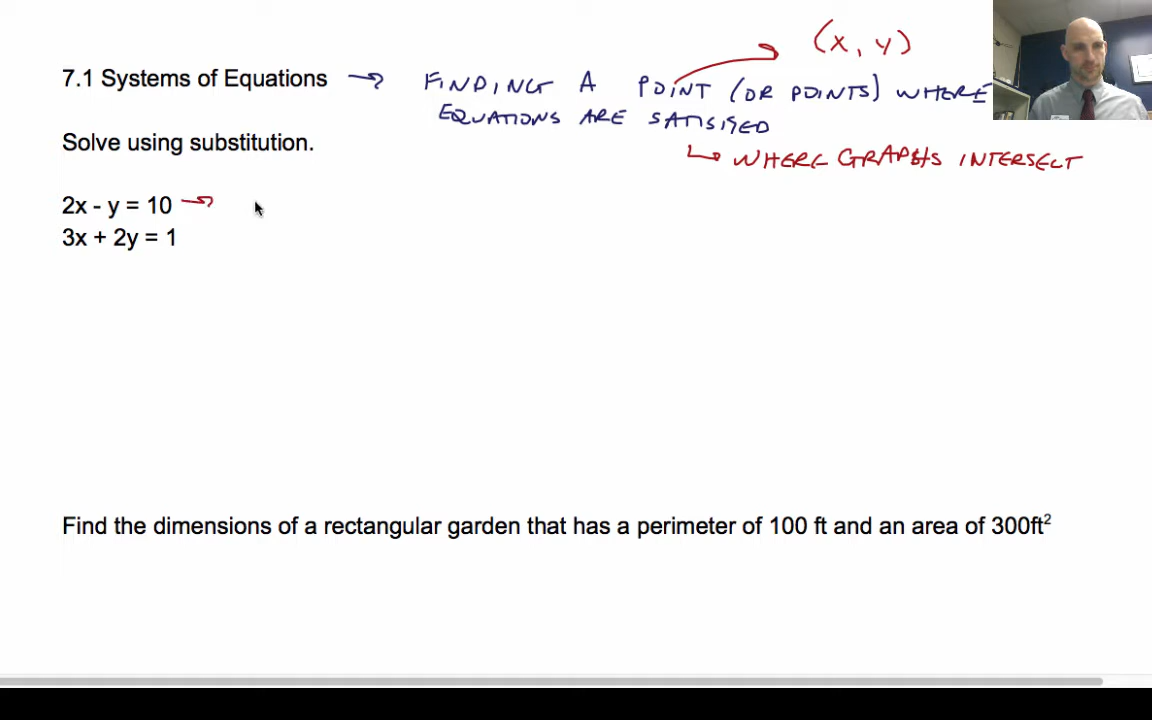 (x, y)
7.1 Systems of Equations → FINDING A POINT (OR POINTS) WHERE
EQUATIONS ARE SATISIFED
↳ WHERE GRAPHS INTERSECT
Solve using substitution.
2x - y = 10 →
3x + 2y = 1
Find the dimensions of a rectangular garden that has a perimeter of 100 ft and an area of 300ft²